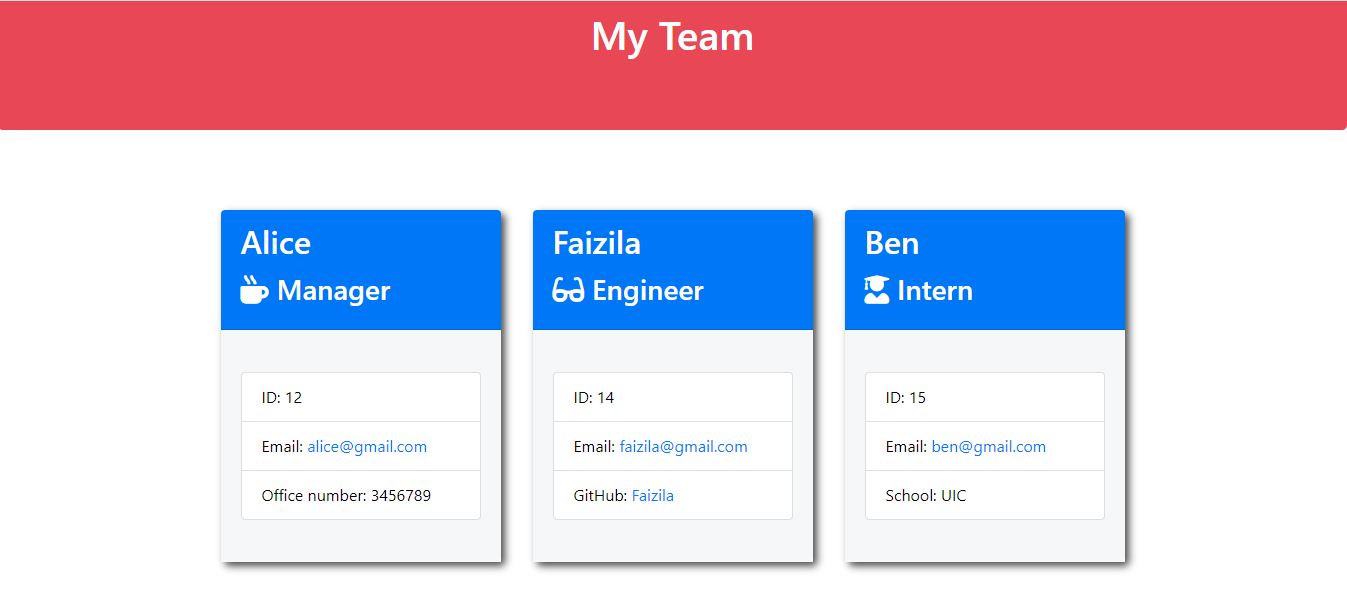 My Team
Alice
Manager
ID: 12
Email: alice@gmail.com
Office number: 3456789
Faizila
Engineer
ID: 14
Email: faizila@gmail.com
GitHub: Faizila
Ben
Intern
ID: 15
Email: ben@gmail.com
School: UIC